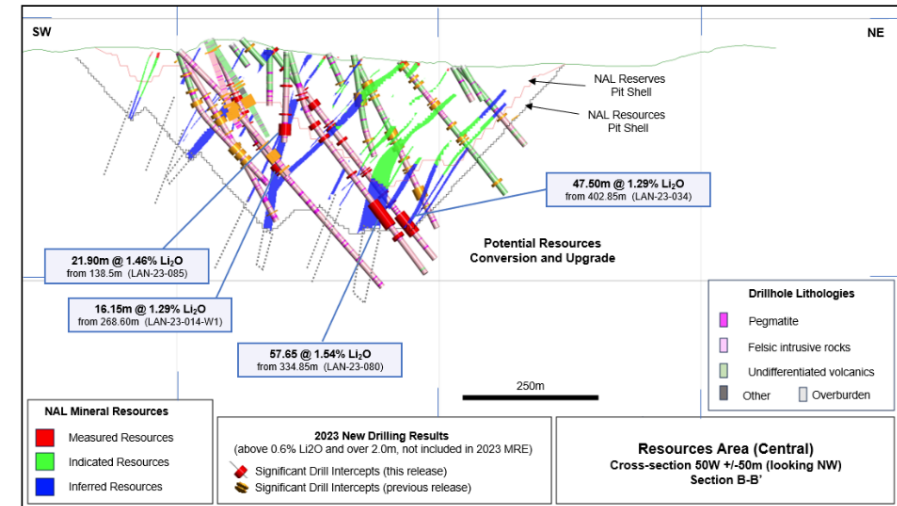 SW
NE
NAL Reserves
Pit Shell
NAL Resources
Pit Shell
47.50m @ 1.29% Li₂O
from 402.85m (LAN-23-034)
Potential Resources
Conversion and Upgrade
21.90m @ 1.46% Li₂O
from 138.5m (LAN-23-085)
16.15m @ 1.29% Li₂O
from 268.60m (LAN-23-014-W1)
57.65 @ 1.54% Li₂O
from 334.85m (LAN-23-080)
250m
Drillhole Lithologies
Pegmatite
Felsic intrusive rocks
Undifferentiated volcanics
Other
Overburden
NAL Mineral Resources
Measured Resources
Indicated Resources
Inferred Resources
2023 New Drilling Results
(above 0.6% Li2O and over 2.0m, not included in 2023 MRE)
Significant Drill Intercepts (this release)
Significant Drill Intercepts (previous release)
Resources Area (Central)
Cross-section 50W +/-50m (looking NW)
Section B-B'